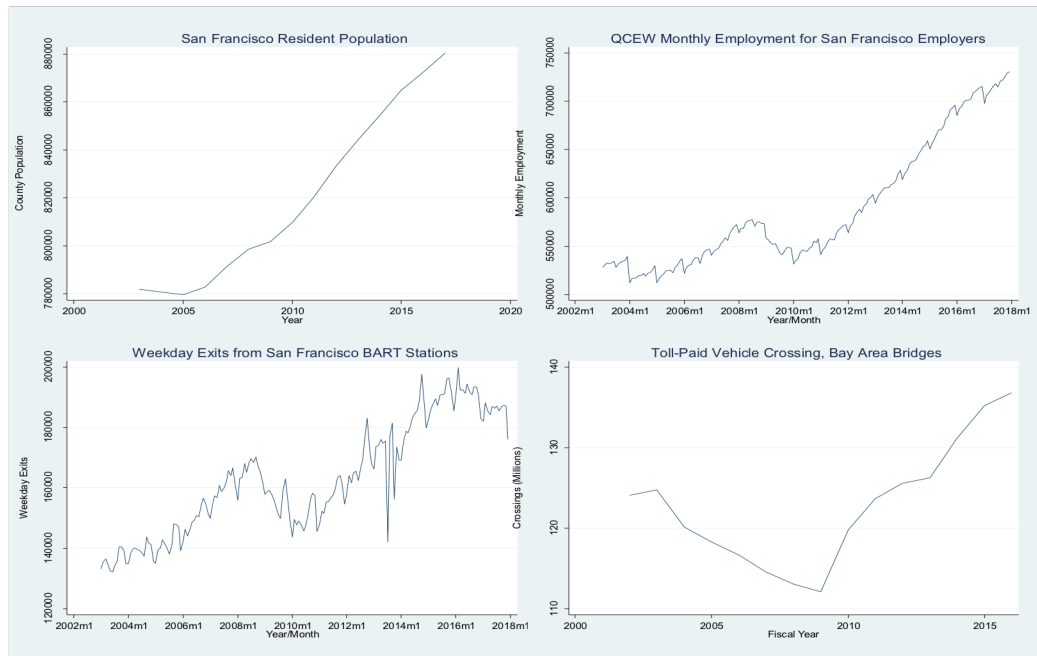 San Francisco Resident Population
County Population
880000
860000
840000
820000
800000
780000
2000 2005 2010 2015 2020
Year
QCEW Monthly Employment for San Francisco Employers
Monthly Employment
750000
700000
650000
600000
550000
500000
2002m1 2004m1 2006m1 2008m1 2010m1 2012m1 2014m1 2016m1 2018m1
Year/Month
Weekday Exits from San Francisco BART Stations
Weekday Exits
200000
180000
160000
140000
120000
2002m1 2004m1 2006m1 2008m1 2010m1 2012m1 2014m1 2016m1 2018m1
Year/Month
Toll-Paid Vehicle Crossing, Bay Area Bridges
Crossings (Millions)
140
130
120
110
2000 2005 2010 2015
Fiscal Year